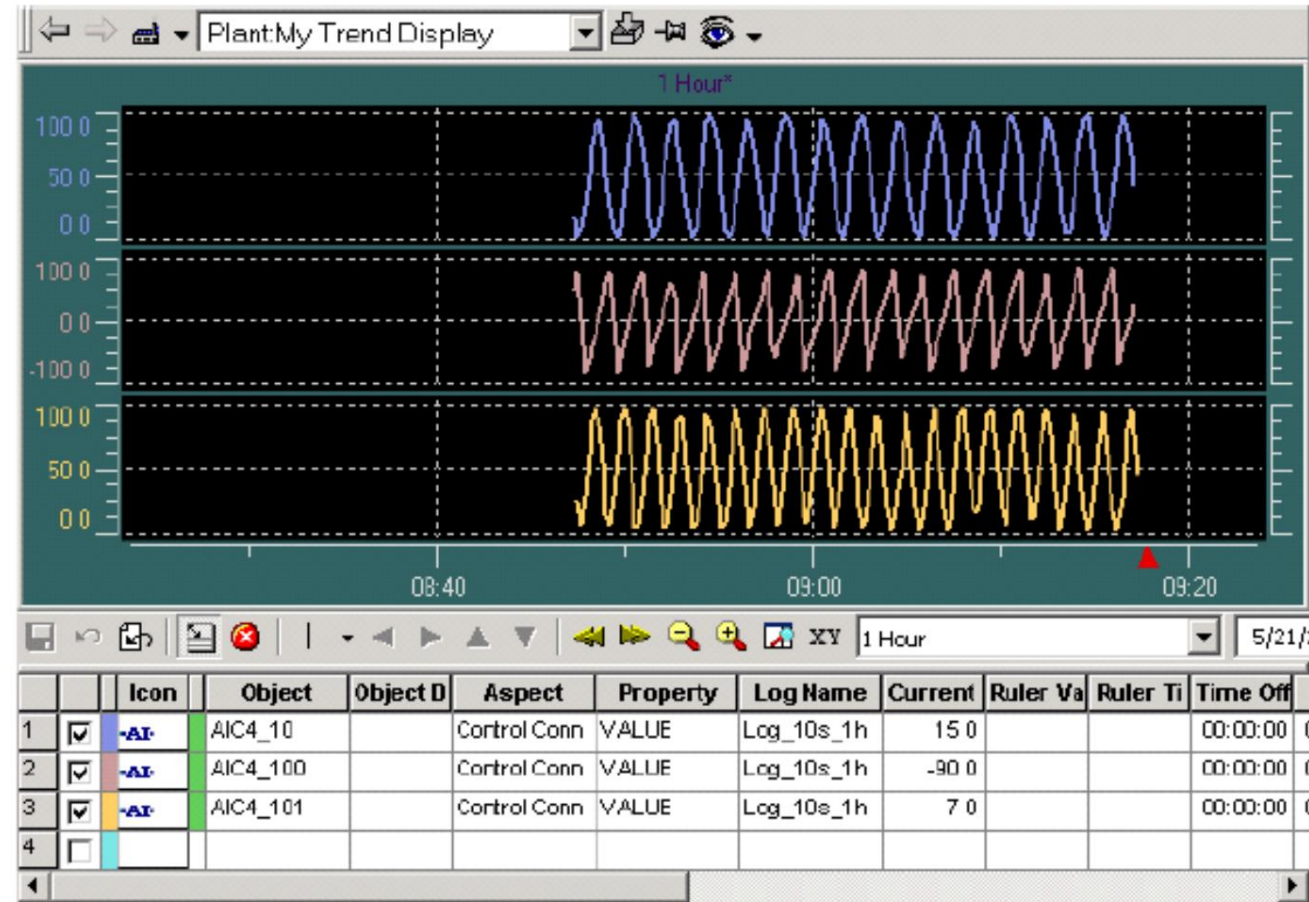 Plant:My Trend Display
1 Hour*
100 0
50 0
0 0
100 0
0 0
-100 0
100 0
50 0
0 0
08:40 09:00 09:20
XY 1 Hour 5/21/
Icon Object Object D Aspect Property Log Name Current Ruler Va Ruler Ti Time Off
1 -AI- AIC4_10 Control Conn VALUE Log_10s_1h 15 0 00:00:00
2 -AI- AIC4_100 Control Conn VALUE Log_10s_1h -90 0 00:00:00
3 -AI- AIC4_101 Control Conn VALUE Log_10s_1h 7 0 00:00:00
4